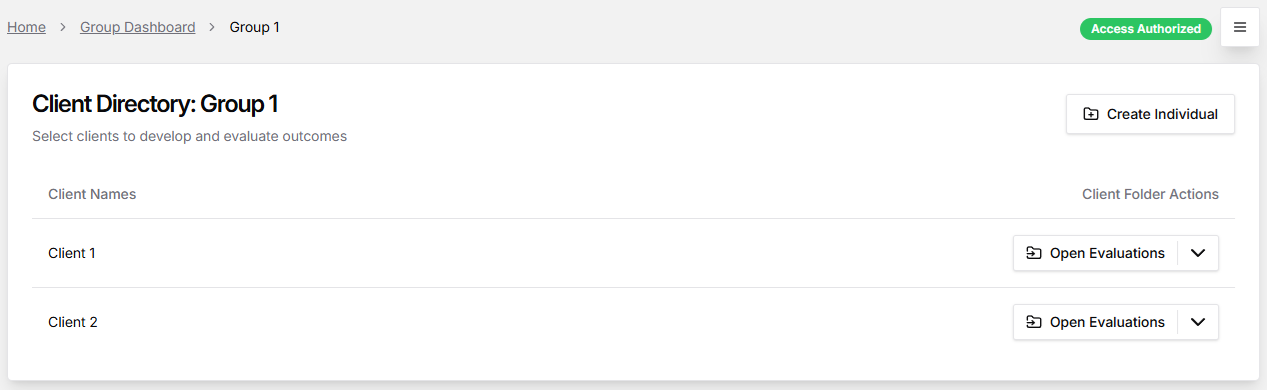 Home > Group Dashboard > Group 1
Access Authorized
Client Directory: Group 1
Select clients to develop and evaluate outcomes
Create Individual
Client Names Client Folder Actions
Client 1 Open Evaluations
Client 2 Open Evaluations